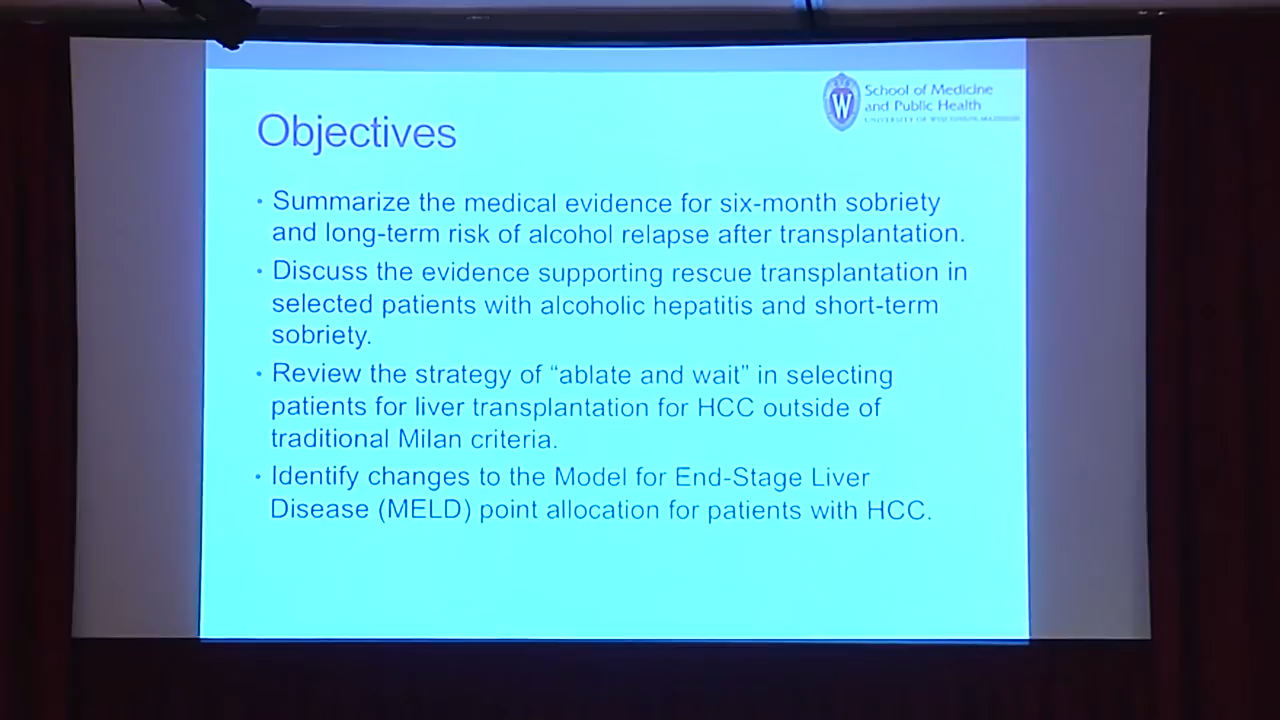 School of Medicine
and Public Health
UNIVERSITY OF WISCONSIN-MADISON
Objectives
• Summarize the medical evidence for six-month sobriety
and long-term risk of alcohol relapse after transplantation.
• Discuss the evidence supporting rescue transplantation in
selected patients with alcoholic hepatitis and short-term
sobriety.
• Review the strategy of “ablate and wait” in selecting
patients for liver transplantation for HCC outside of
traditional Milan criteria.
• Identify changes to the Model for End-Stage Liver
Disease (MELD) point allocation for patients with HCC.